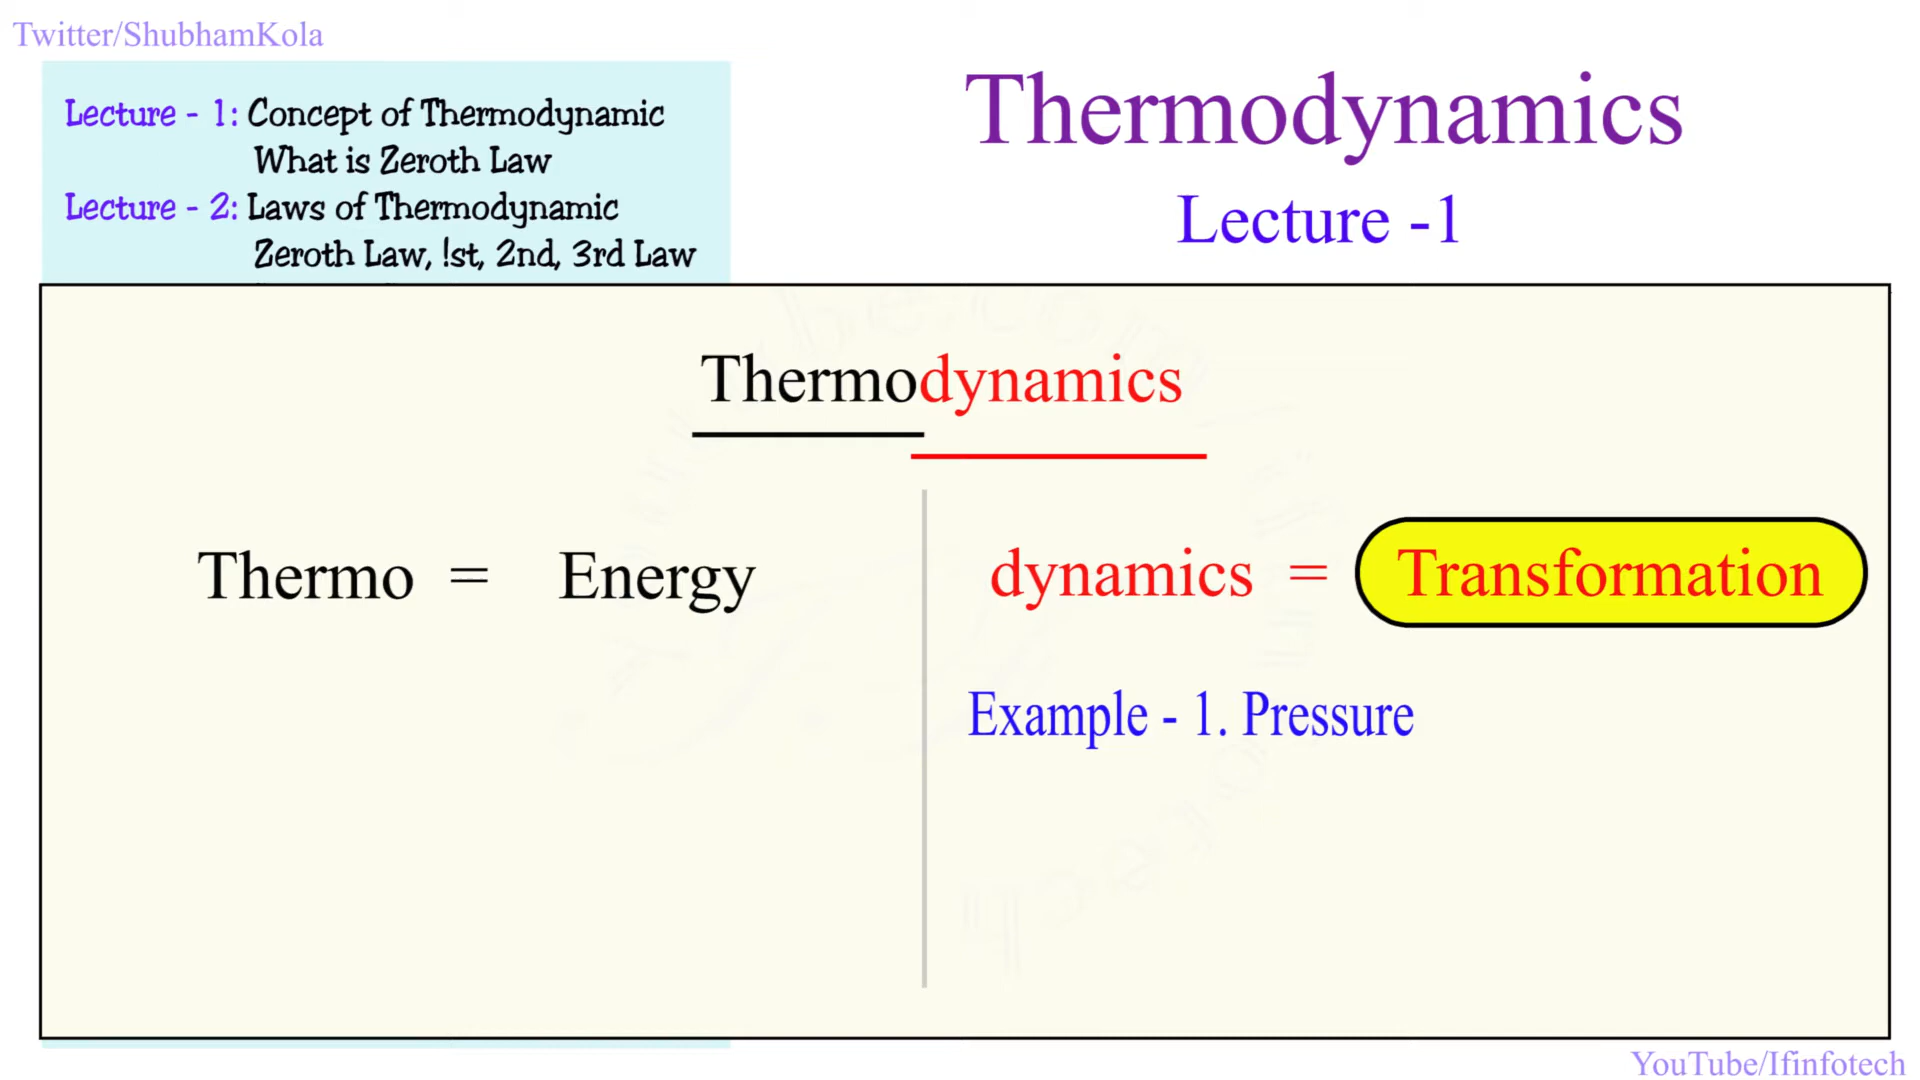 Twitter/ShubhamKola
Lecture - 1: Concept of Thermodynamic
What is Zeroth Law
Lecture - 2: Laws of Thermodynamic
Zeroth Law, !st, 2nd, 3rd Law
Thermodynamics
Lecture -1
Thermodynamics
Thermo = Energy
dynamics = Transformation
Example - 1. Pressure
YouTube/Ifinfotech